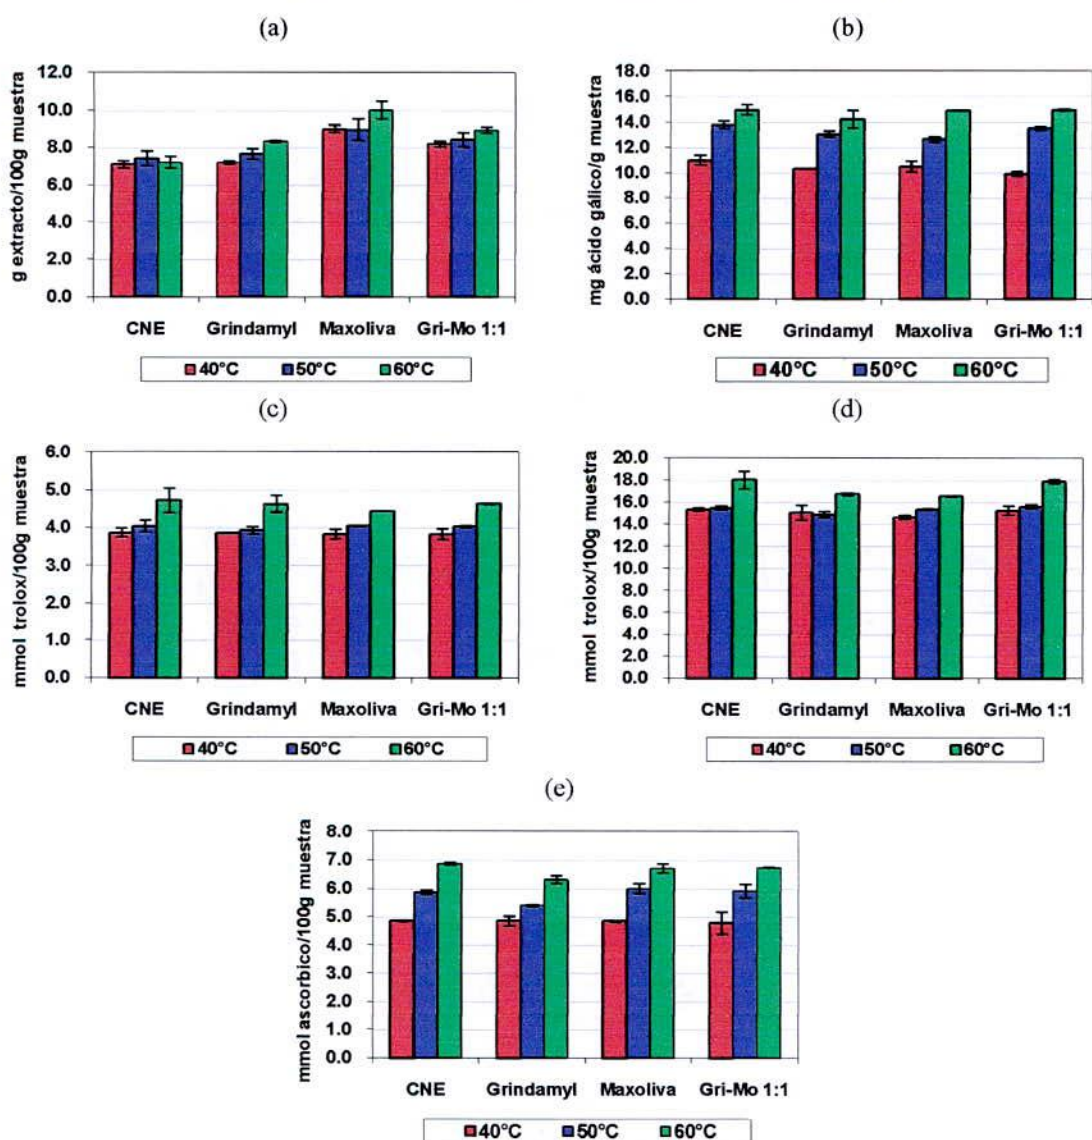 (a)
g extracto/100g muestra
12.0
10.0
8.0
6.0
4.0
2.0
0.0
CNE Grindamyl Maxoliva Gri-Mo 1:1
40°C 50°C 60°C
(b)
mg ácido gálico/g muestra
18.0
16.0
14.0
12.0
10.0
8.0
6.0
4.0
2.0
0.0
CNE Grindamyl Maxoliva Gri-Mo 1:1
40°C 50°C 60°C
(c)
mmol trolox/100g muestra
6.0
5.0
4.0
3.0
2.0
1.0
0.0
CNE Grindamyl Maxoliva Gri-Mo 1:1
40°C 50°C 60°C
(d)
mmol trolox/100g muestra
20.0
18.0
16.0
14.0
12.0
10.0
8.0
6.0
4.0
2.0
0.0
CNE Grindamyl Maxoliva Gri-Mo 1:1
40°C 50°C 60°C
(e)
mmol ascorbico/100g muestra
8.0
7.0
6.0
5.0
4.0
3.0
2.0
1.0
0.0
CNE Grindamyl Maxoliva Gri-Mo 1:1
40°C 50°C 60°C